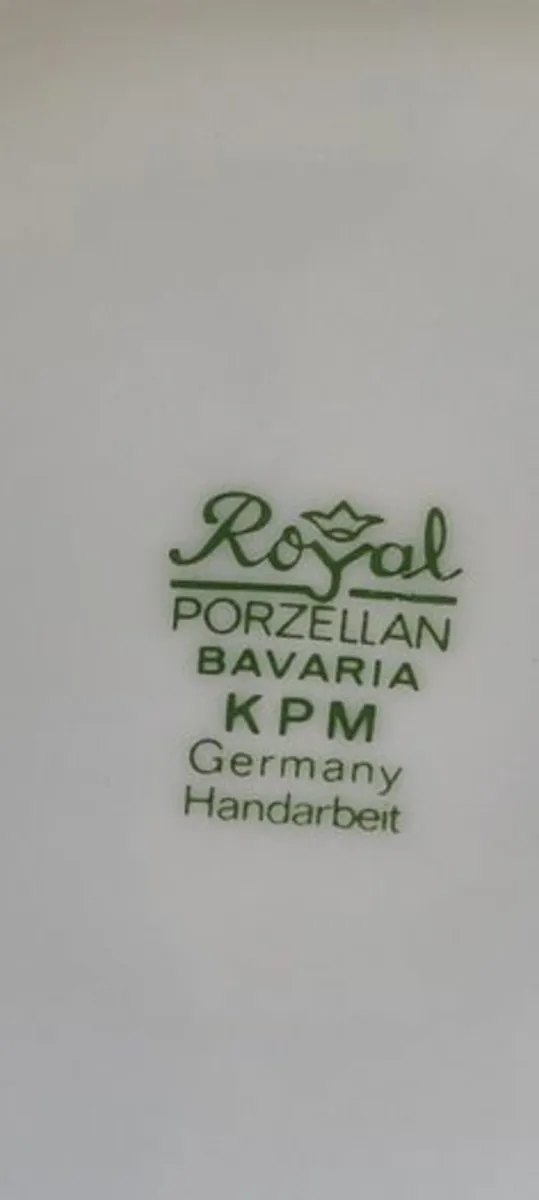 Royal
PORZELLAN
BAVARIA
KPM
Germany
Handarbeit